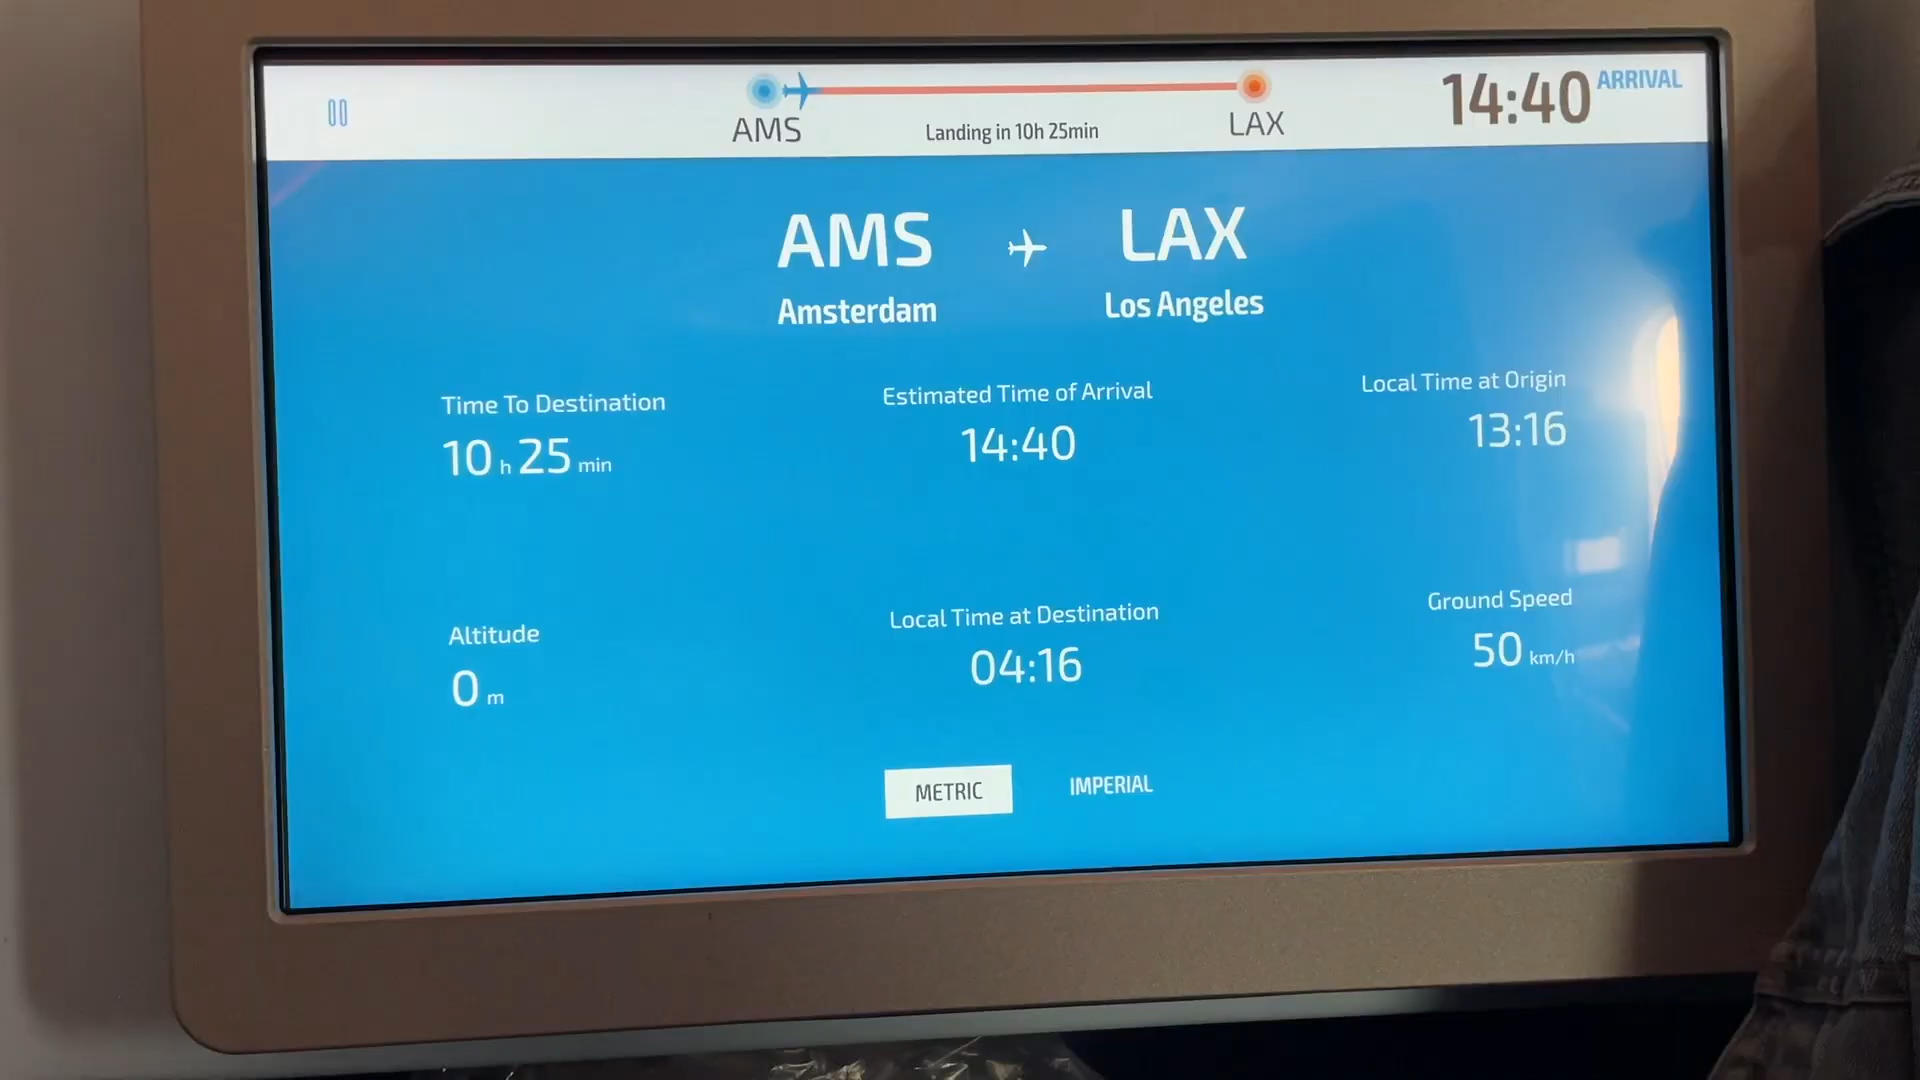 14:40 ARRIVAL
AMS
Landing in 10h 25min
LAX
AMS
LAX
Amsterdam
Los Angeles
Time To Destination
10 h 25 min
Estimated Time of Arrival
14:40
Local Time at Origin
13:16
Altitude
0 m
Local Time at Destination
04:16
Ground Speed
50 km/h
METRIC
IMPERIAL